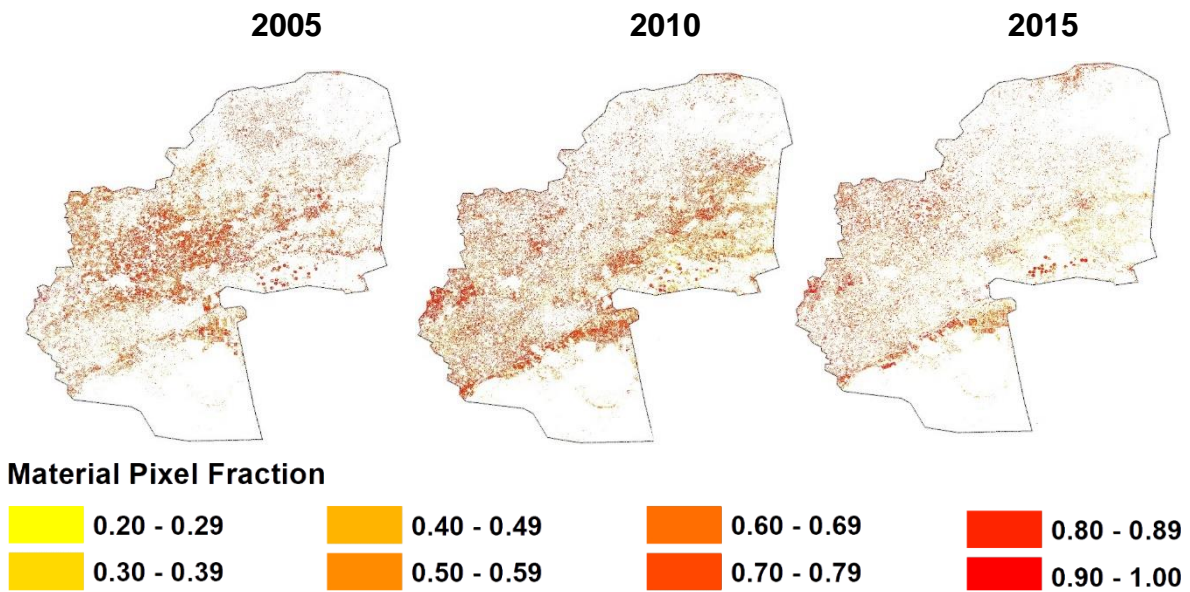 2005 2010 2015
Material Pixel Fraction
0.20 - 0.29 0.40 - 0.49 0.60 - 0.69 0.80 - 0.89
0.30 - 0.39 0.50 - 0.59 0.70 - 0.79 0.90 - 1.00